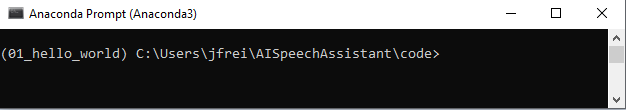 Anaconda Prompt (Anaconda3)
(01_hello_world) C:\Users\jfrei\AISpeechAssistant\code>